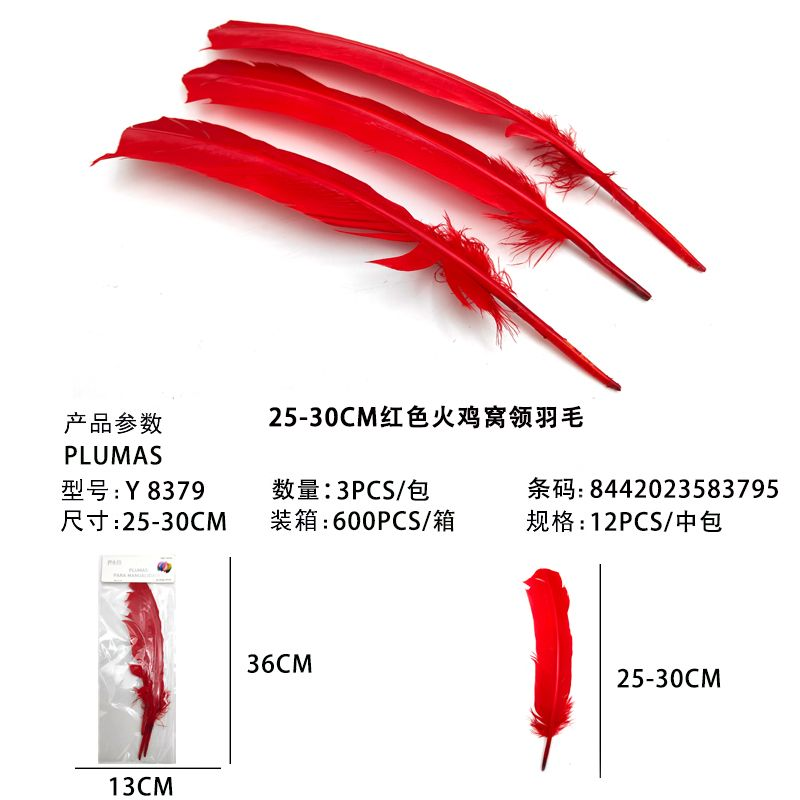 产品参数
25-30CM红色火鸡窝领羽毛
PLUMAS
型号:Y 8379
数量:3PCS/包
条码:8442023583795
尺寸:25-30CM
装箱:600PCS/箱
规格:12PCS/中包
PLUMAS
36CM
25-30CM
13CM